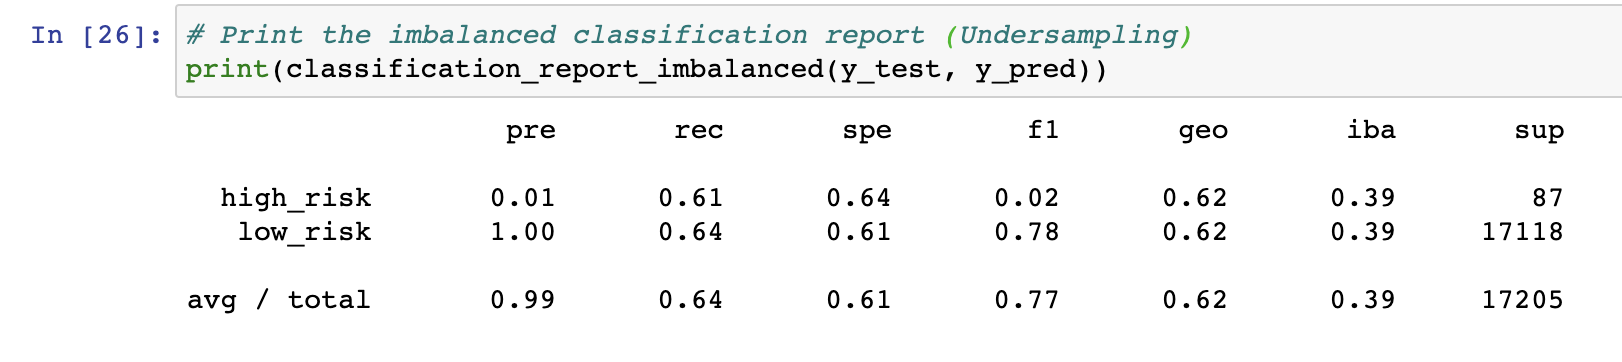 In [26]: # Print the imbalanced classification report (Undersampling)
print(classification_report_imbalanced(y_test, y_pred))
pre rec spe f1 geo iba sup
high_risk 0.01 0.61 0.64 0.02 0.62 0.39 87
low_risk 1.00 0.64 0.61 0.78 0.62 0.39 17118
avg / total 0.99 0.64 0.61 0.77 0.62 0.39 17205